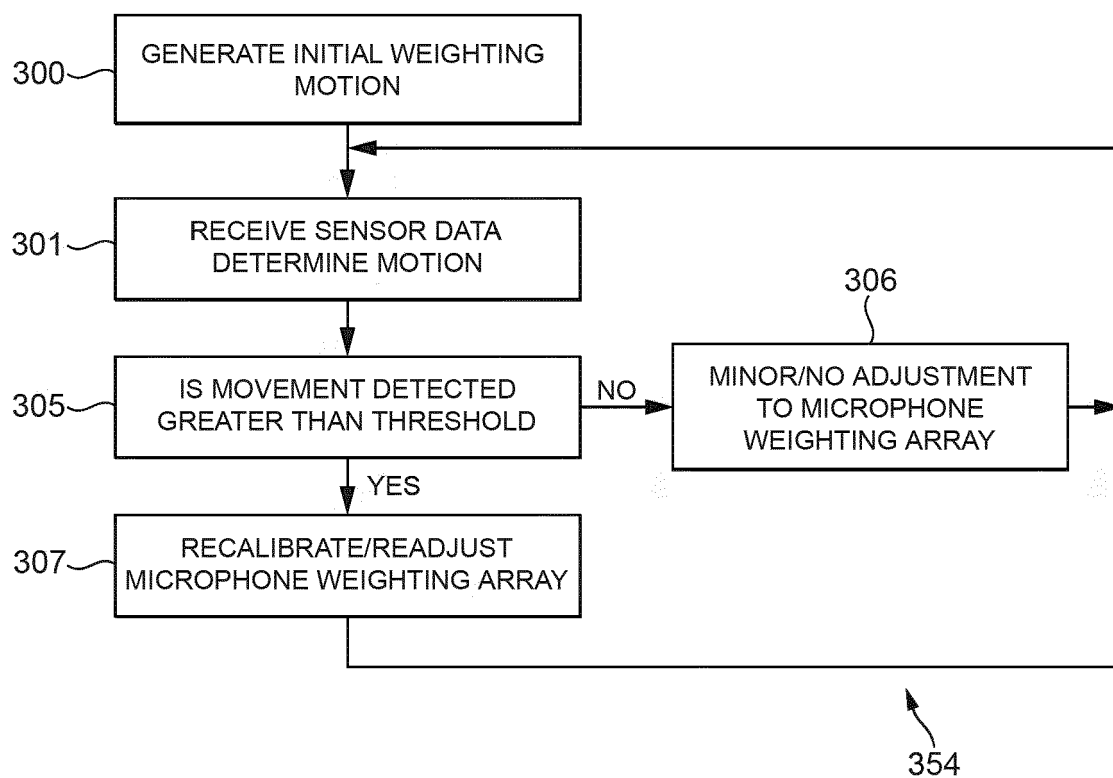 300
GENERATE INITIAL WEIGHTING
MOTION
301
RECEIVE SENSOR DATA
DETERMINE MOTION
305
IS MOVEMENT DETECTED
GREATER THAN THRESHOLD
NO
306
MINOR/NO ADJUSTMENT
TO MICROPHONE
WEIGHTING ARRAY
YES
307
RECALIBRATE/READJUST
MICROPHONE WEIGHTING ARRAY
354